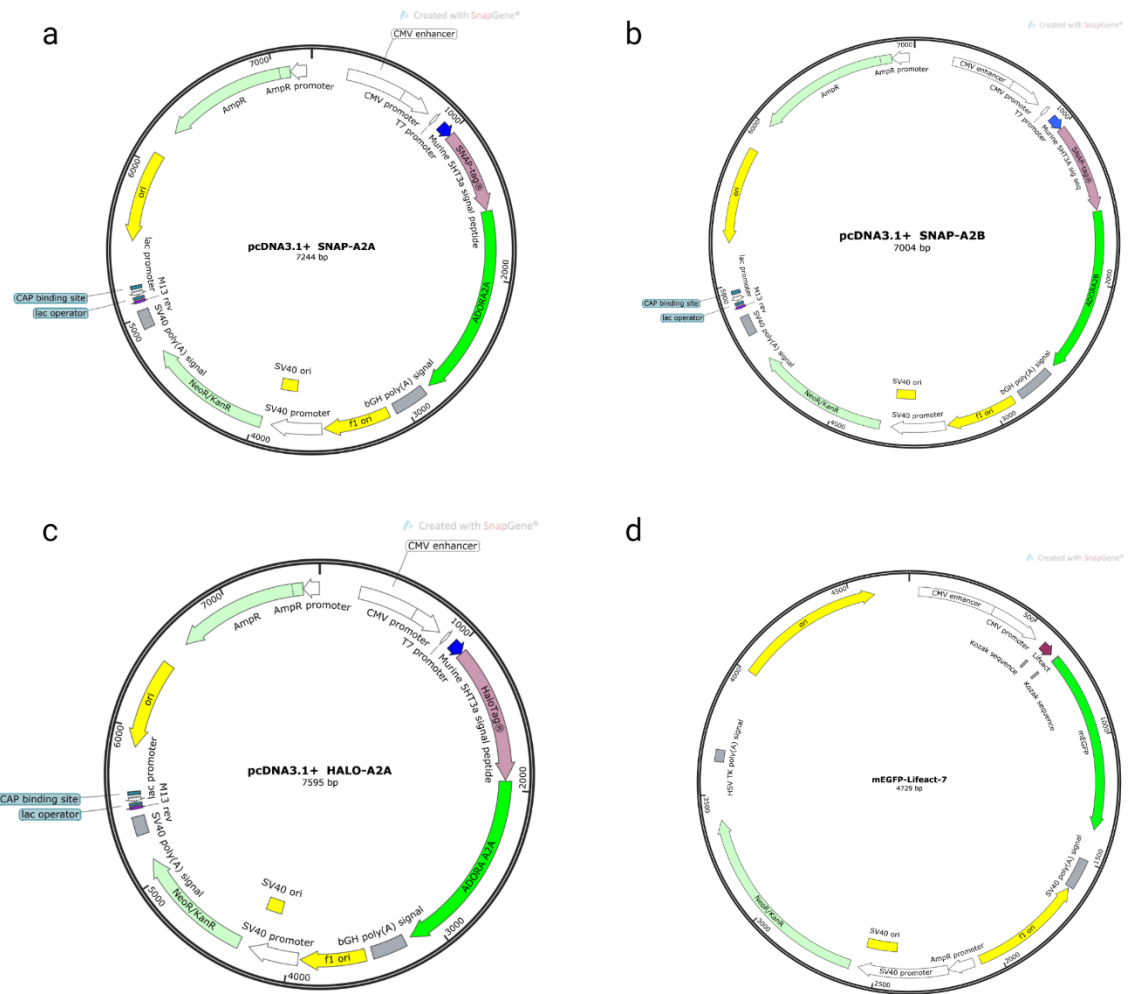 a
Created with SnapGene®
CMV enhancer
7000
AmpR promoter
AmpR
CMV promoter
T7 promoter
1000
Murine 5HT3a signal peptide
SNAP-tag®
6000
ori
pcDNA3.1+ SNAP-A2A
7244 bp
2000
ADORA2A
lac promoter
CAP binding site
M13 rev
lac operator
5000
SV40 poly(A) signal
NeoR/KanR
SV40 ori
SV40 promoter
4000
f1 ori
bGH poly(A) signal
3000
b
Created with SnapGene®
7000
AmpR promoter
AmpR
CMV enhancer
CMV promoter
T7 promoter
1000
Murine 5HT3A sig seq
SNAP-tag®
6000
ori
pcDNA3.1+ SNAP-A2B
7004 bp
2000
ADORA2B
lac promoter
5000
CAP binding site
M13 rev
lac operator
SV40 poly(A) signal
NeoR/KanR
SV40 ori
SV40 promoter
4000
f1 ori
bGH poly(A) signal
3000
c
Created with SnapGene®
CMV enhancer
7000
AmpR promoter
AmpR
CMV promoter
T7 promoter
1000
Murine 5HT3a signal peptide
HaloTag®
6000
ori
pcDNA3.1+ HALO-A2A
7595 bp
2000
ADORA A2A
lac promoter
CAP binding site
M13 rev
lac operator
SV40 poly(A) signal
5000
NeoR/KanR
SV40 ori
SV40 promoter
4000
f1 ori
bGH poly(A) signal
3000
d
Created with SnapGene®
4500
ori
CMV enhancer
500
CMV promoter
Lifeact
Kozak sequence
Kozak sequence
4000
1000
mEGFP
HSV TK poly(A) signal
mEGFP-Lifeact-7
4729 bp
3500
SV40 poly(A) signal
1500
NeoR/KanR
3000
SV40 ori
AmpR promoter
f1 ori
2000
SV40 promoter
2500